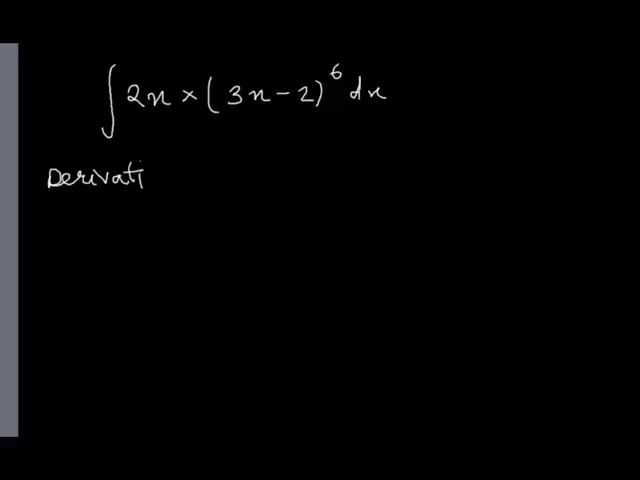 ∫ 2x × (3x − 2)⁶ dx
Derivati